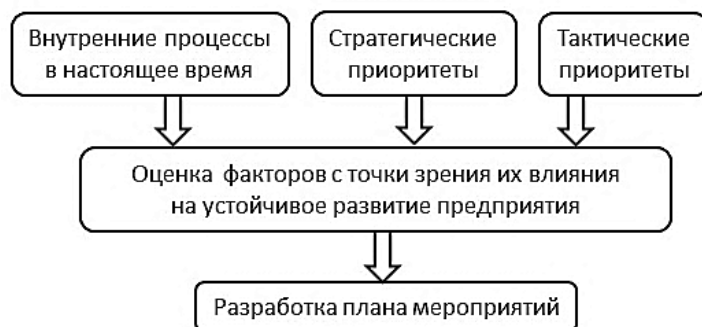 Внутренние процессы
в настоящее время
Стратегические
приоритеты
Тактические
приоритеты
Оценка факторов с точки зрения их влияния
на устойчивое развитие предприятия
Разработка плана мероприятий